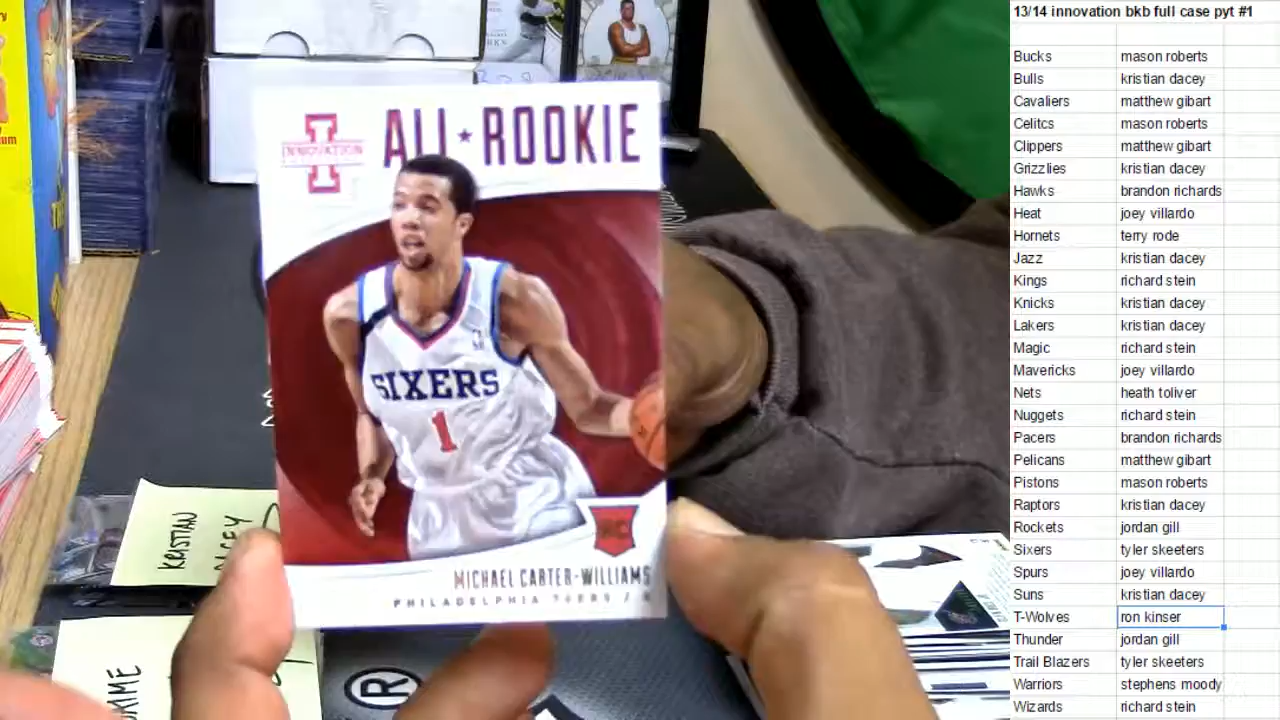 13/14 innovation bkb full case pyt #1
Bucks mason roberts
Bulls kristian dacey
Cavaliers matthew gibart
Celitcs mason roberts
Clippers matthew gibart
Grizzlies kristian dacey
Hawks brandon richards
Heat joey villardo
Hornets terry rode
Jazz kristian dacey
Kings richard stein
Knicks kristian dacey
Lakers kristian dacey
Magic richard stein
Mavericks joey villardo
Nets heath toliver
Nuggets richard stein
Pacers brandon richards
Pelicans matthew gibart
Pistons mason roberts
Raptors kristian dacey
Rockets jordan gill
Sixers tyler skeeters
Spurs joey villardo
Suns kristian dacey
T-Wolves ron kinser
Thunder jordan gill
Trail Blazers tyler skeeters
Warriors stephens moody
Wizards richard stein
I
INNOVATION
ALL★ROOKIE
SIXERS
1
RC
MICHAEL CARTER-WILLIAMS
PHILADELPHIA 76ERS / G
KRISTIAN
®